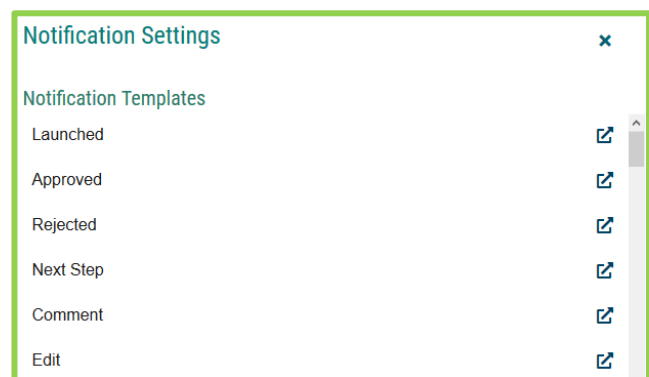 Notification Settings
Notification Templates
Launched
Approved
Rejected
Next Step
Comment
Edit